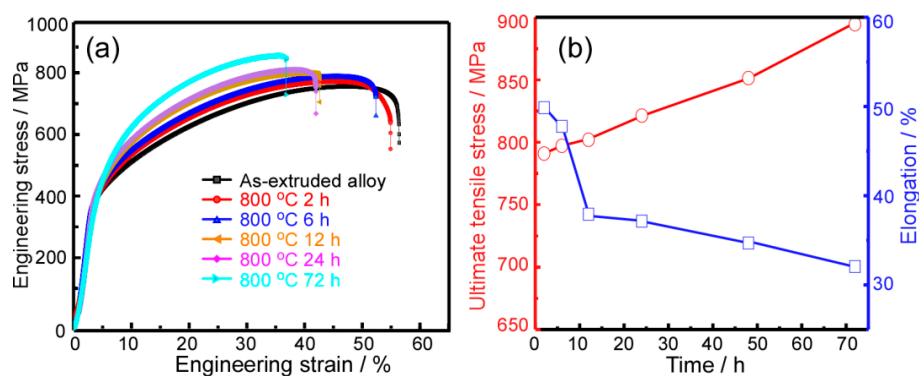 (a)
Engineering stress / MPa
1000
800
600
400
200
0
As-extruded alloy
800 °C 2 h
800 °C 6 h
800 °C 12 h
800 °C 24 h
800 °C 72 h
0 10 20 30 40 50 60
Engineering strain / %
(b)
Ultimate tensile stress / MPa
900
850
800
750
700
650
0 10 20 30 40 50 60 70
Time / h
60
50
40
30
Elongation / %